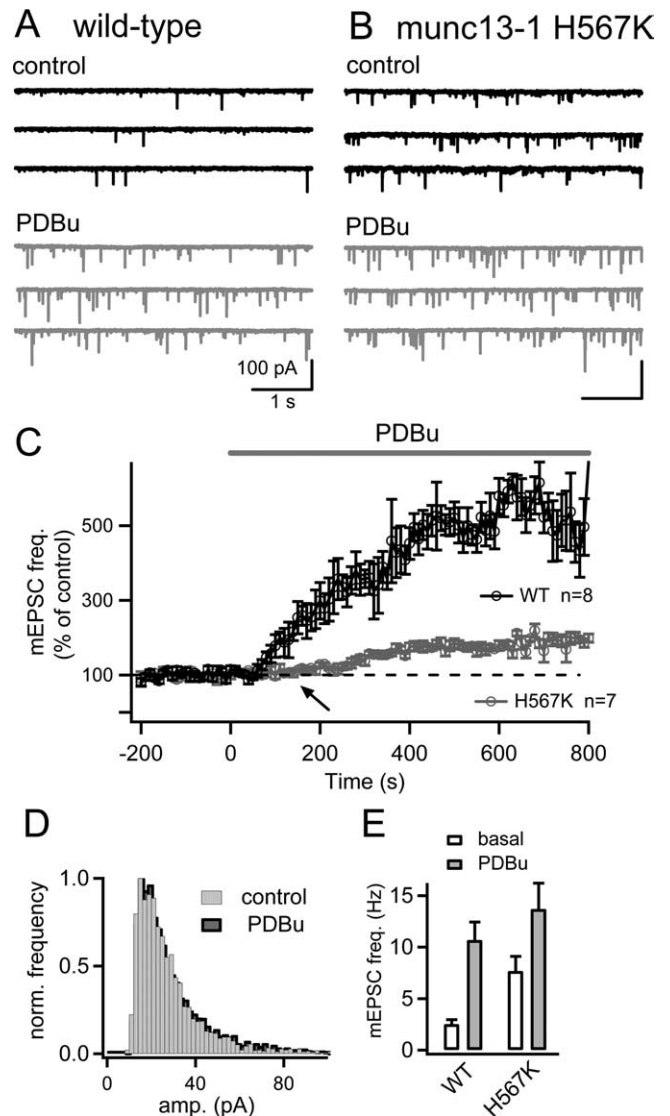 A wild-type
control
PDBu
100 pA
1 s
B munc13-1 H567K
control
PDBu
C
PDBu
mEPSC freq.
(% of control)
500
300
100
WT n=8
H567K n=7
-200 0 200 400 600 800
Time (s)
D
norm. frequency
1.0
0.5
0.0
control
PDBu
0 40 80
amp. (pA)
E
basal
PDBu
mEPSC freq. (Hz)
15
10
5
0
WT
H567K